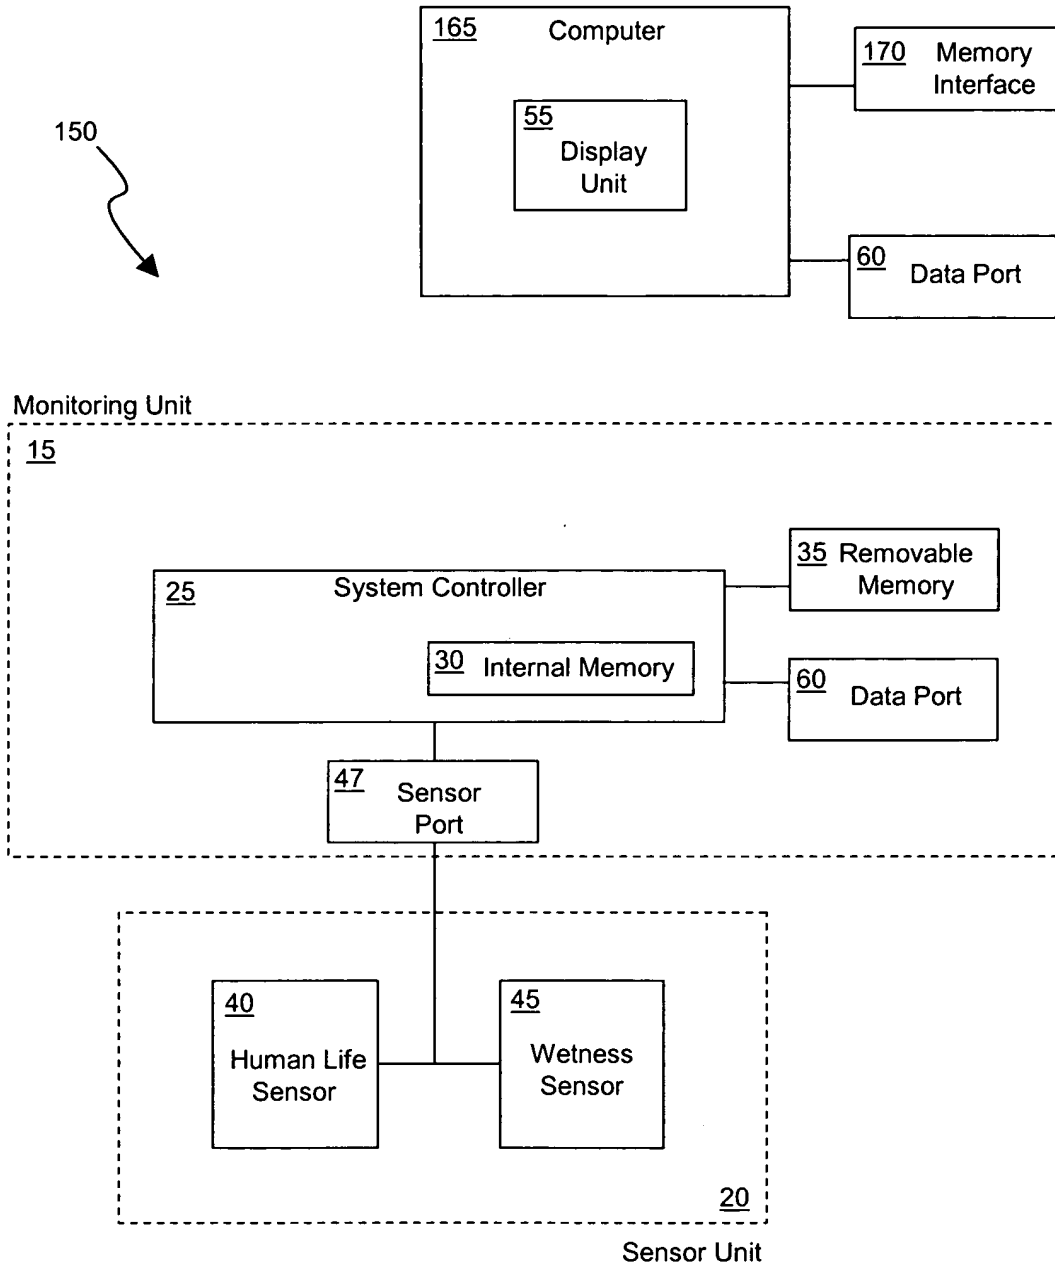 165 Computer
170 Memory
Interface
55
Display
Unit
150
60
Data Port
Monitoring Unit
15
25 System Controller
35 Removable
Memory
30 Internal Memory
60
Data Port
47
Sensor
Port
40
Human Life
Sensor
45
Wetness
Sensor
20
Sensor Unit